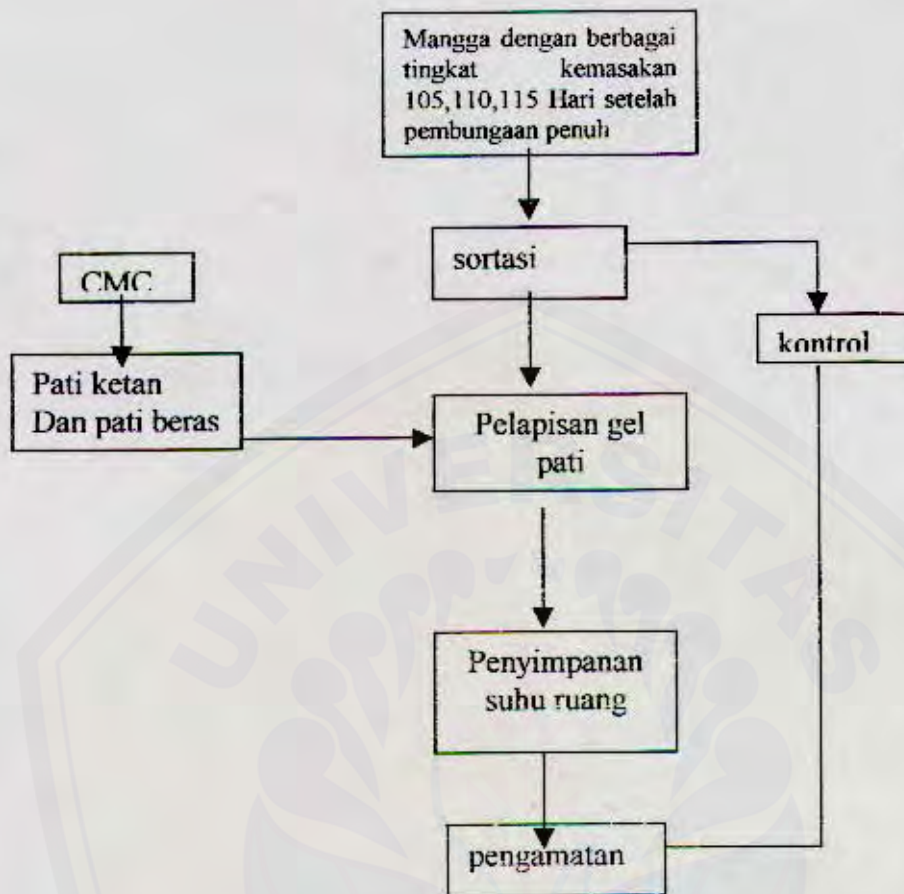 Mangga dengan berbagai
tingkat kemasakan
105,110,115 Hari setelah
pembungaan penuh
sortasi
CMC
kontrol
Pati ketan
Dan pati beras
Pelapisan gel
pati
UNIVERSITAS
Penyimpanan
suhu ruang
pengamatan